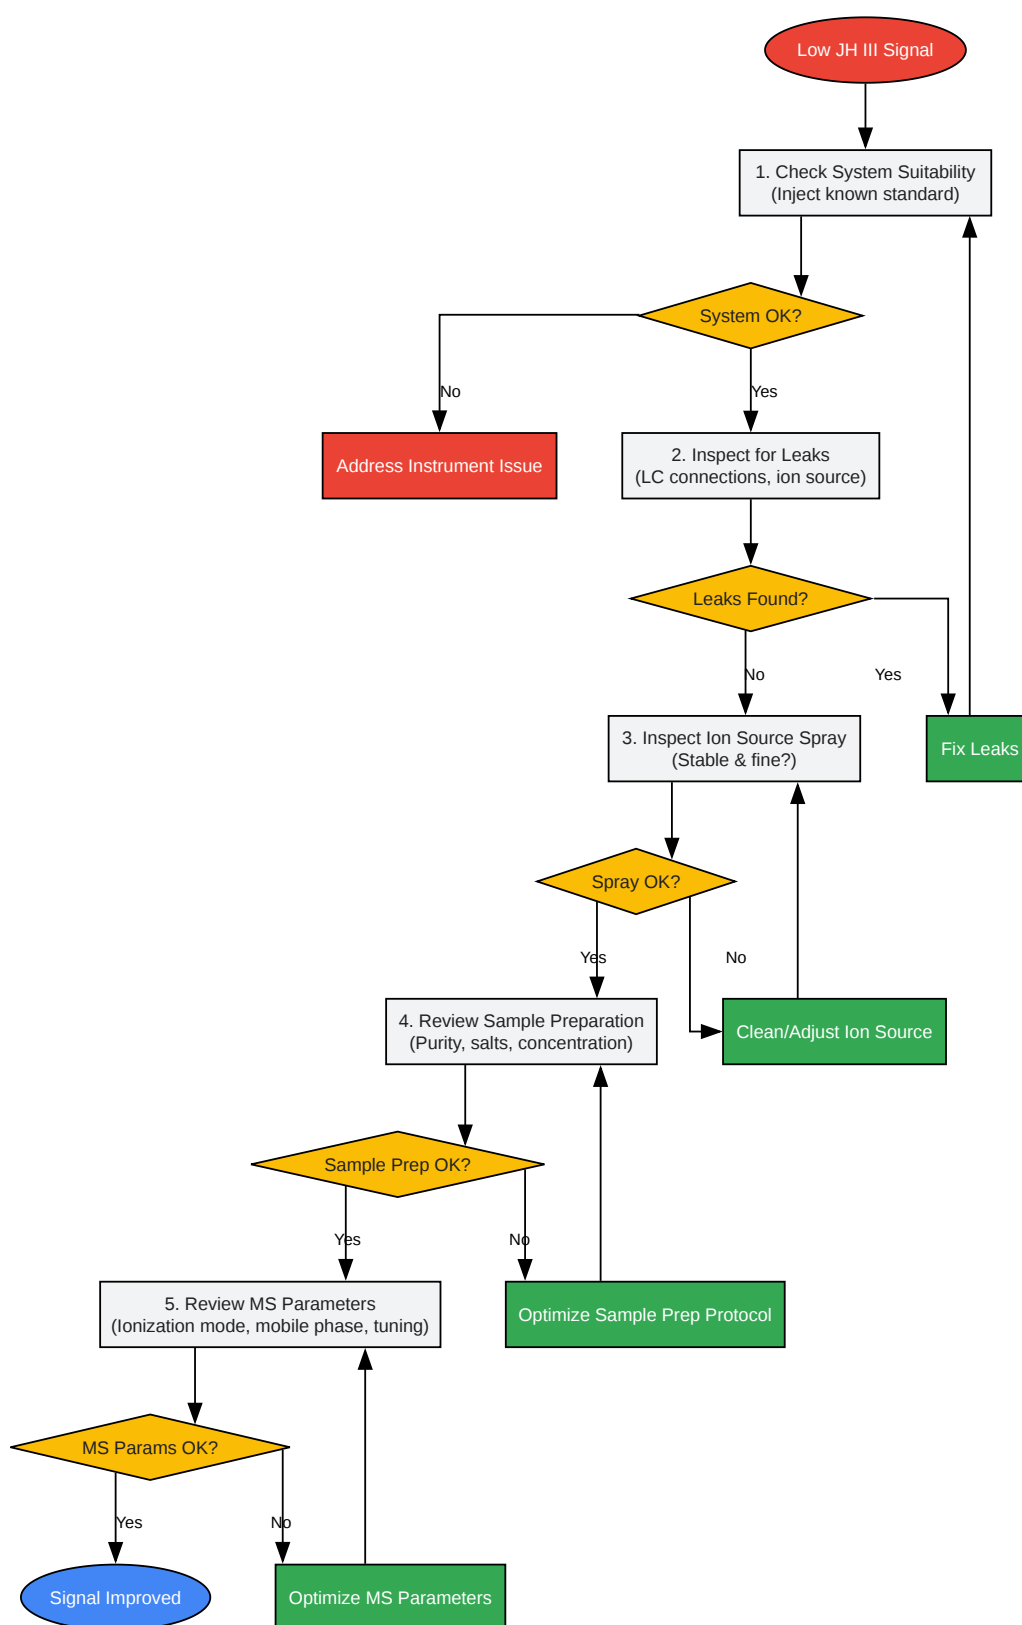 Low JH III Signal
1. Check System Suitability
(Inject known standard)
System OK?
No
Yes
Address Instrument Issue
2. Inspect for Leaks
(LC connections, ion source)
Leaks Found?
No
Yes
3. Inspect Ion Source Spray
(Stable & fine?)
Fix Leaks
Spray OK?
Yes
No
4. Review Sample Preparation
(Purity, salts, concentration)
Clean/Adjust Ion Source
Sample Prep OK?
Yes
No
5. Review MS Parameters
(Ionization mode, mobile phase, tuning)
Optimize Sample Prep Protocol
MS Params OK?
Yes
No
Signal Improved
Optimize MS Parameters